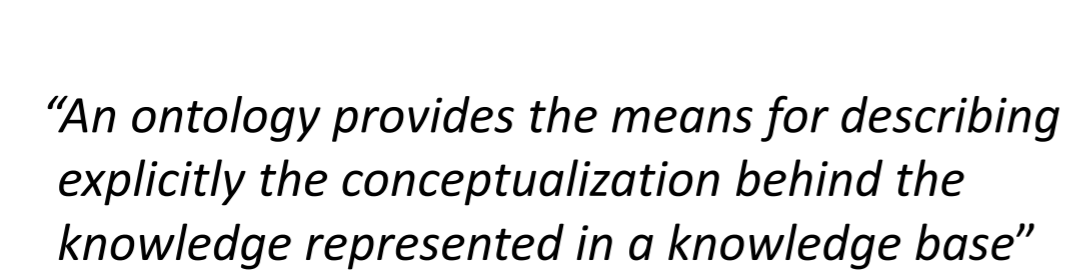 “An ontology provides the means for describing
explicitly the conceptualization behind the
knowledge represented in a knowledge base”